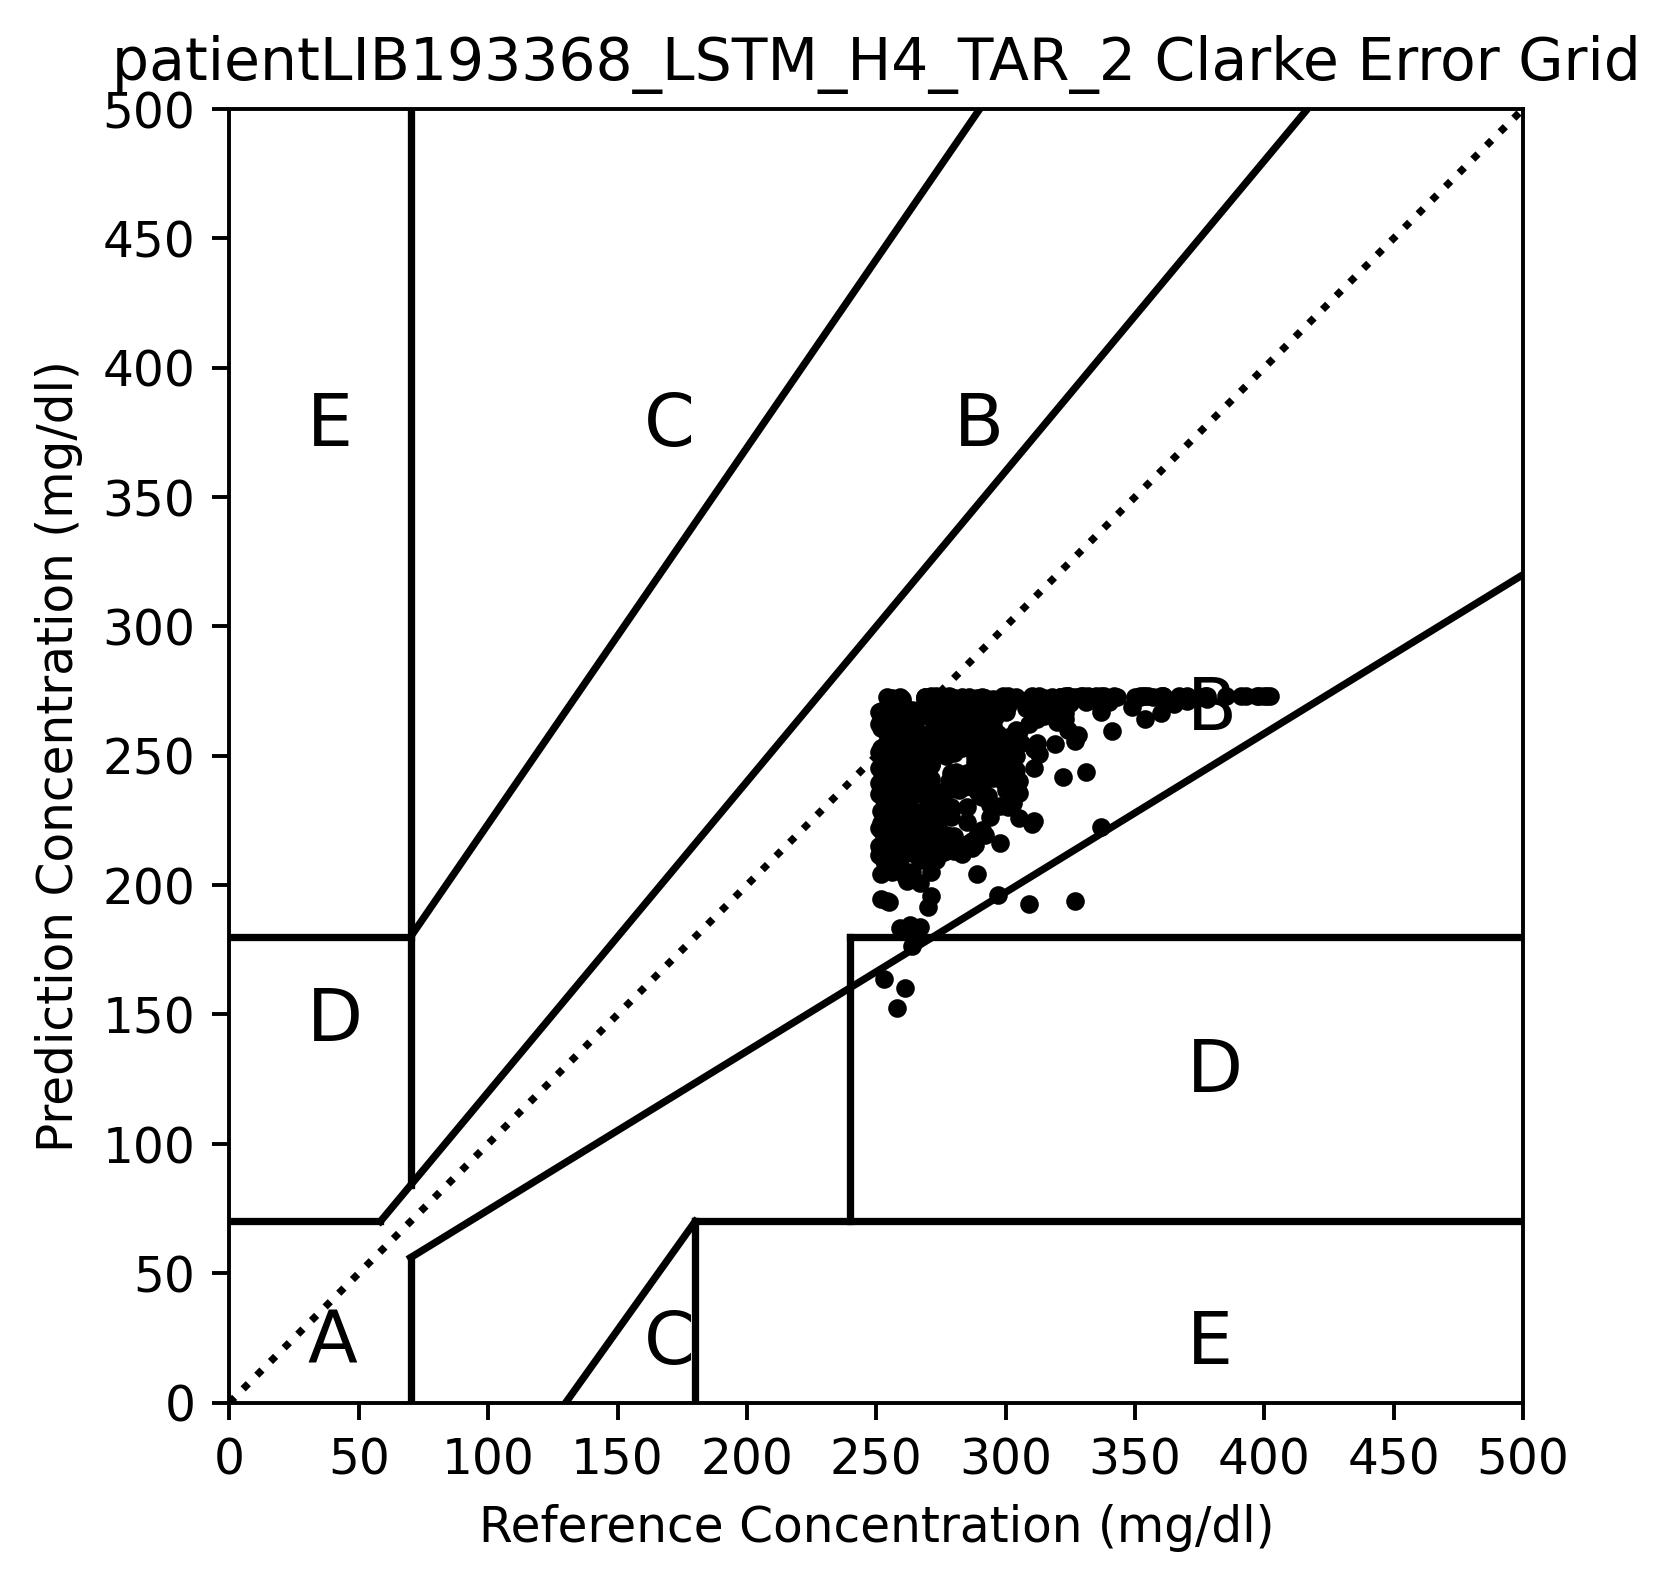 patientLIB193368_LSTM_H4_TAR_2 Clarke Error Grid
500
450
400
350
300
250
200
150
100
50
0
Prediction Concentration (mg/dl)
E
C
B
B
D
D
A
C
E
0 50 100 150 200 250 300 350 400 450 500
Reference Concentration (mg/dl)